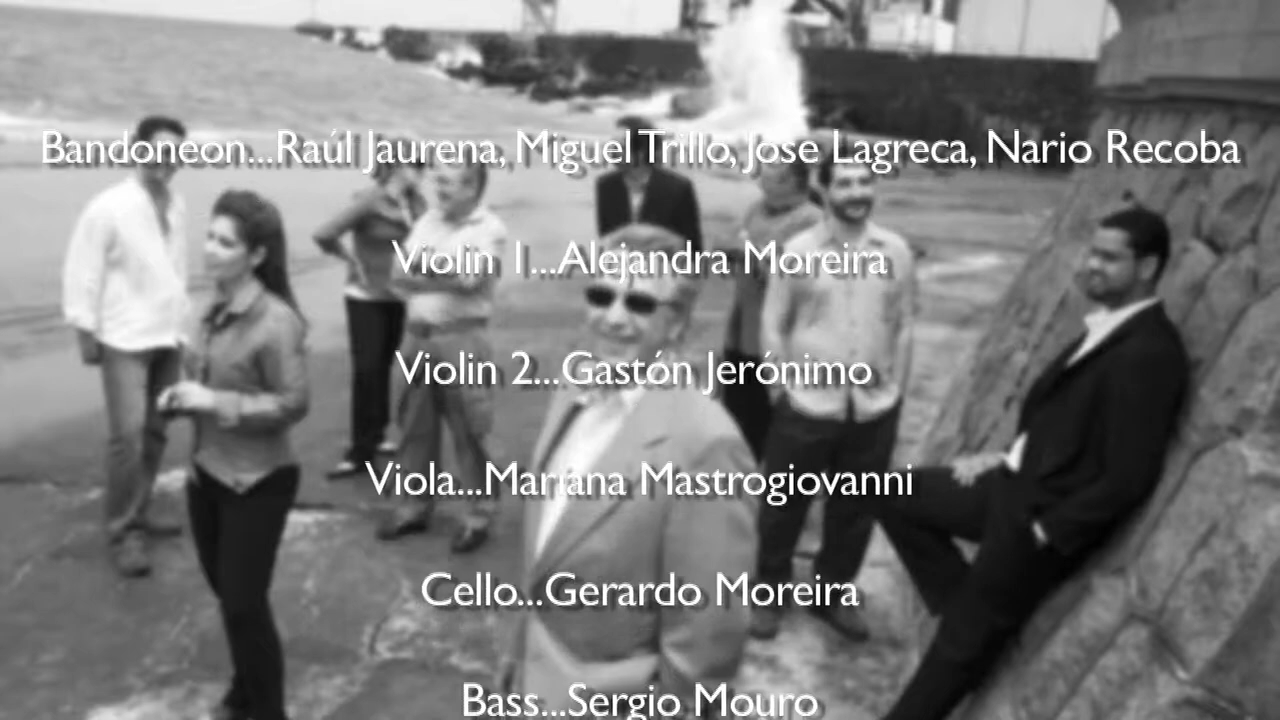 Bandoneon...Raúl Jaurena, Miguel Trillo, Jose Lagreca, Nario Recoba
Violin 1...Alejandra Moreira
Violin 2...Gastón Jerónimo
Viola...Mariana Mastrogiovanni
Cello...Gerardo Moreira
Bass...Sergio Mouro